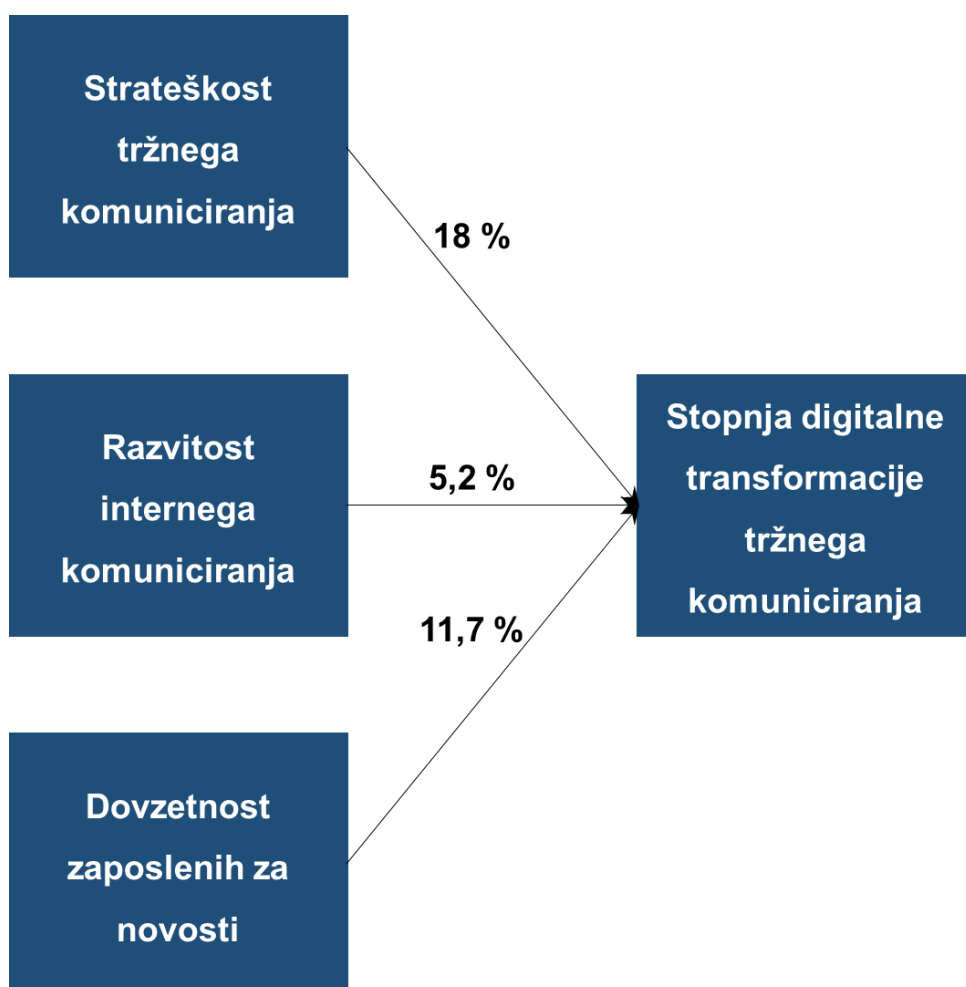 Strateškost
tržnega
komuniciranja
18 %
Razvitost
internega
komuniciranja
5,2 %
Stopnja digitalne
transformacije
tržnega
komuniciranja
11,7 %
Dovzetnost
zaposlenih za
novosti